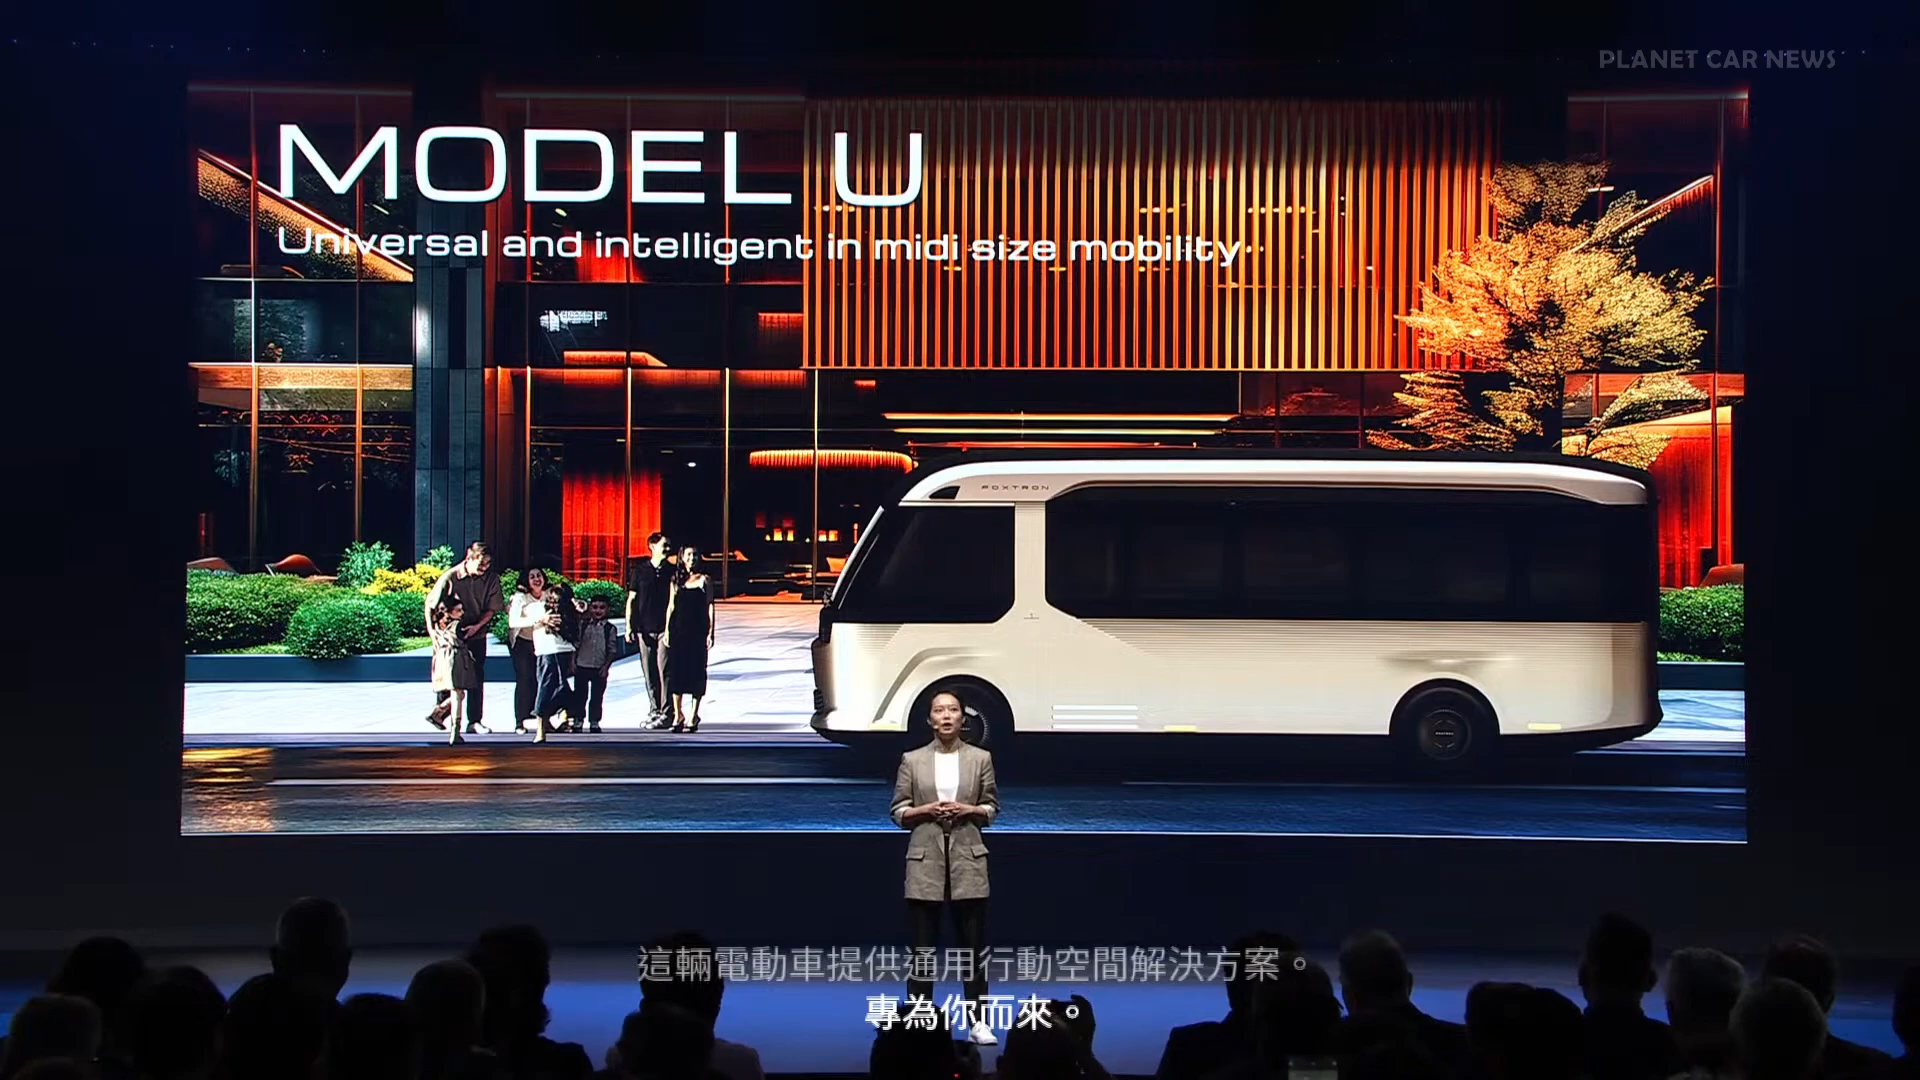 PLANET CAR NEWS
MODEL U
Universal and intelligent in midi size mobility
FOXTRON
這輛電動車提供通用行動空間解決方案。
專為你而來。